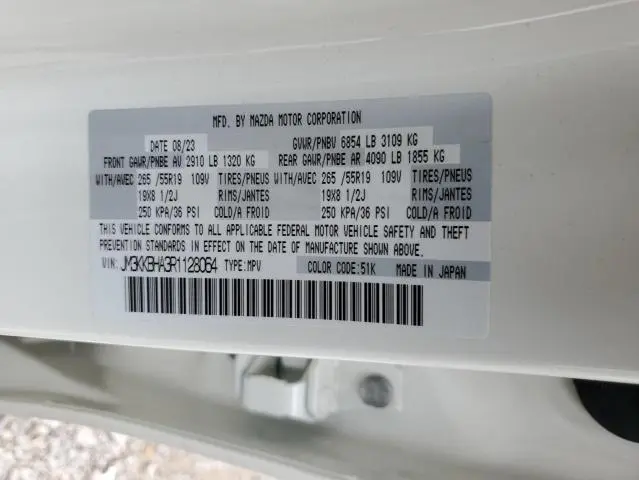 MFD. BY MAZDA MOTOR CORPORATION
DATE 08/23 GVWR/PNBV 6854 LB 3109 KG
FRONT GAWR/PNBE AV 2910 LB 1320 KG REAR GAWR/PNBE AR 4090 LB 1855 KG
WITH/AVEC 265 /55R19 109V TIRES/PNEUS WITH/AVEC 265 /55R19 109V TIRES/PNEUS
19X8 1/2J RIMS/JANTES 19X8 1/2J RIMS/JANTES
250 KPA/36 PSI COLD/A FROID 250 KPA/36 PSI COLD/A FROID
THIS VEHICLE CONFORMS TO ALL APPLICABLE FEDERAL MOTOR VEHICLE SAFETY AND THEFT
PREVENTION STANDARDS IN EFFECT ON THE DATE OF MANUFACTURE SHOWN ABOVE.
VIN: JM3KKBHA3R1128054 TYPE:MPV COLOR CODE:51K MADE IN JAPAN